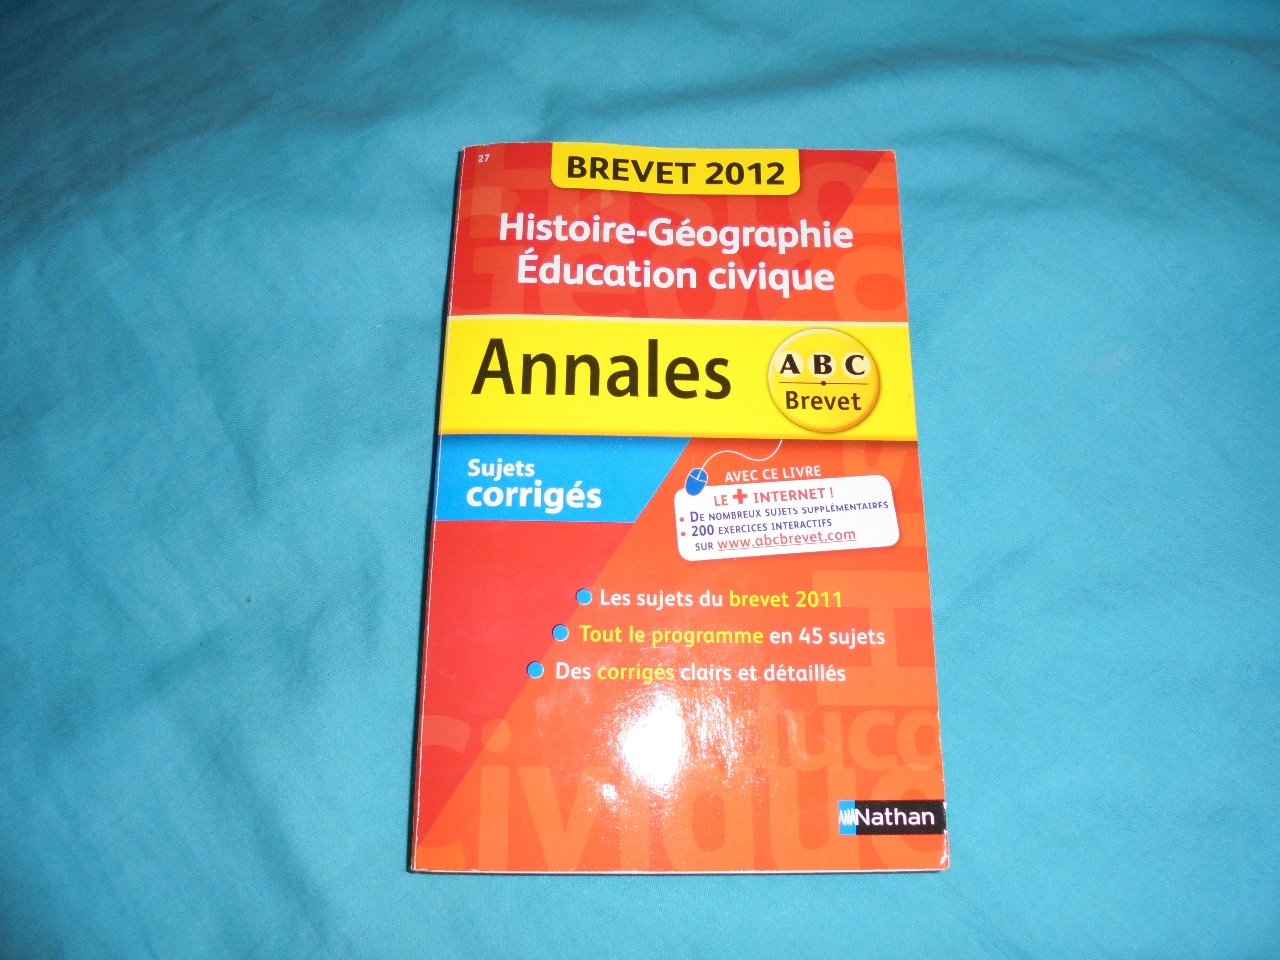 27
BREVET 2012
Histoire-Géographie
Éducation civique
Annales
A B C
Brevet
Sujets
corrigés
AVEC CE LIVRE
LE + INTERNET !
• DE NOMBREUX SUJETS SUPPLÉMENTAIRES
• 200 EXERCICES INTERACTIFS
SUR www.abcbrevet.com
Les sujets du brevet 2011
Tout le programme en 45 sujets
Des corrigés clairs et détaillés
Civique
Nathan